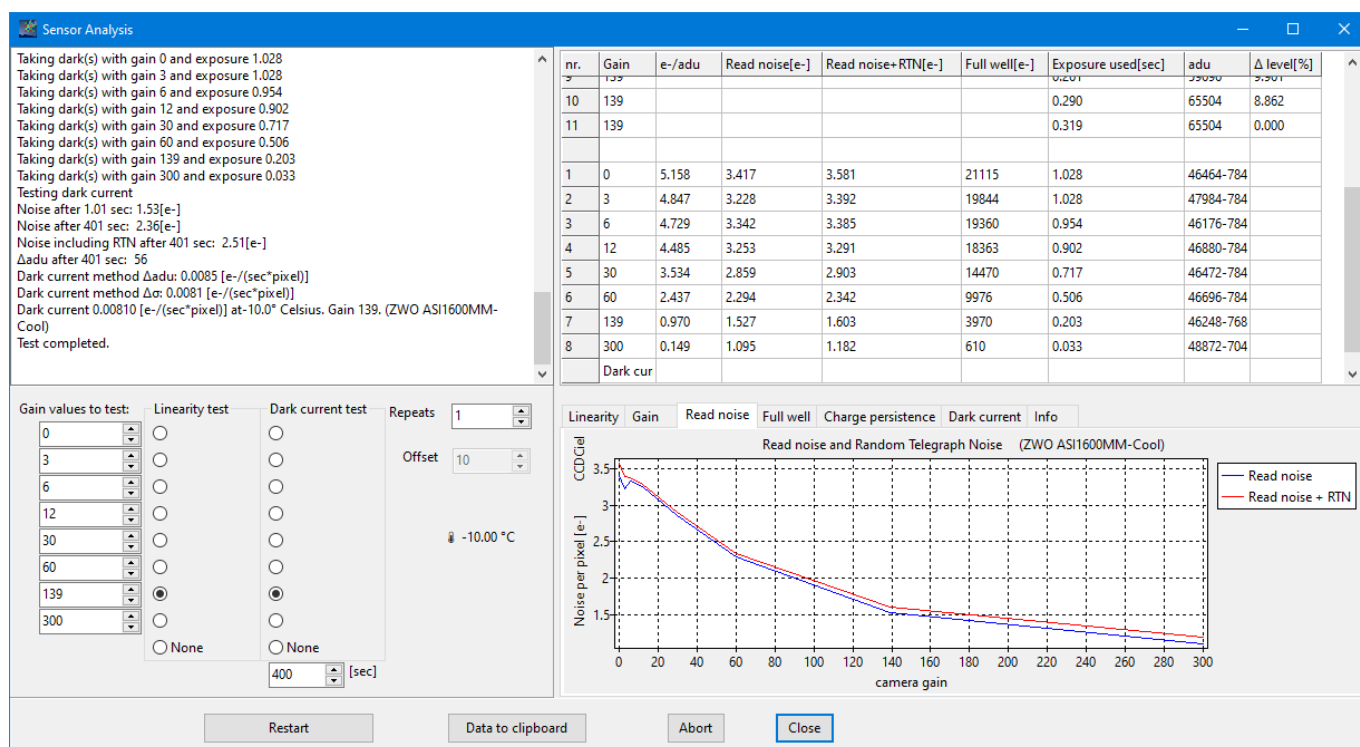 Sensor Analysis
Taking dark(s) with gain 0 and exposure 1.028
Taking dark(s) with gain 3 and exposure 1.028
Taking dark(s) with gain 6 and exposure 0.954
Taking dark(s) with gain 12 and exposure 0.902
Taking dark(s) with gain 30 and exposure 0.717
Taking dark(s) with gain 60 and exposure 0.506
Taking dark(s) with gain 139 and exposure 0.203
Taking dark(s) with gain 300 and exposure 0.033
Testing dark current
Noise after 1.01 sec: 1.53[e-]
Noise after 401 sec:  2.36[e-]
Noise including RTN after 401 sec:  2.51[e-]
Δadu after 401 sec:  56
Dark current method Δadu: 0.0085 [e-/(sec*pixel)]
Dark current method Δσ: 0.0081 [e-/(sec*pixel)]
Dark current 0.00810 [e-/(sec*pixel)] at-10.0° Celsius. Gain 139. (ZWO ASI1600MM-
Cool)
Test completed.
nr. Gain e-/adu Read noise[e-] Read noise+RTN[e-] Full well[e-] Exposure used[sec] adu Δ level[%]
9 139 0.261 59090 9.901
10 139 0.290 65504 8.862
11 139 0.319 65504 0.000
1 0 5.158 3.417 3.581 21115 1.028 46464-784
2 3 4.847 3.228 3.392 19844 1.028 47984-784
3 6 4.729 3.342 3.385 19360 0.954 46176-784
4 12 4.485 3.253 3.291 18363 0.902 46880-784
5 30 3.534 2.859 2.903 14470 0.717 46472-784
6 60 2.437 2.294 2.342 9976 0.506 46696-784
7 139 0.970 1.527 1.603 3970 0.203 46248-768
8 300 0.149 1.095 1.182 610 0.033 48872-704
Dark cur
Gain values to test: Linearity test Dark current test Repeats 1
0
3
Offset 10
6
12
30
-10.00 °C
60
139
300
None None
400 [sec]
Linearity Gain Read noise Full well Charge persistence Dark current Info
Read noise and Random Telegraph Noise (ZWO ASI1600MM-Cool)
CCDCiel
Noise per pixel [e-]
3.5
3
2.5
2
1.5
0 20 40 60 80 100 120 140 160 180 200 220 240 260 280 300
camera gain
Read noise
Read noise + RTN
Restart Data to clipboard Abort Close